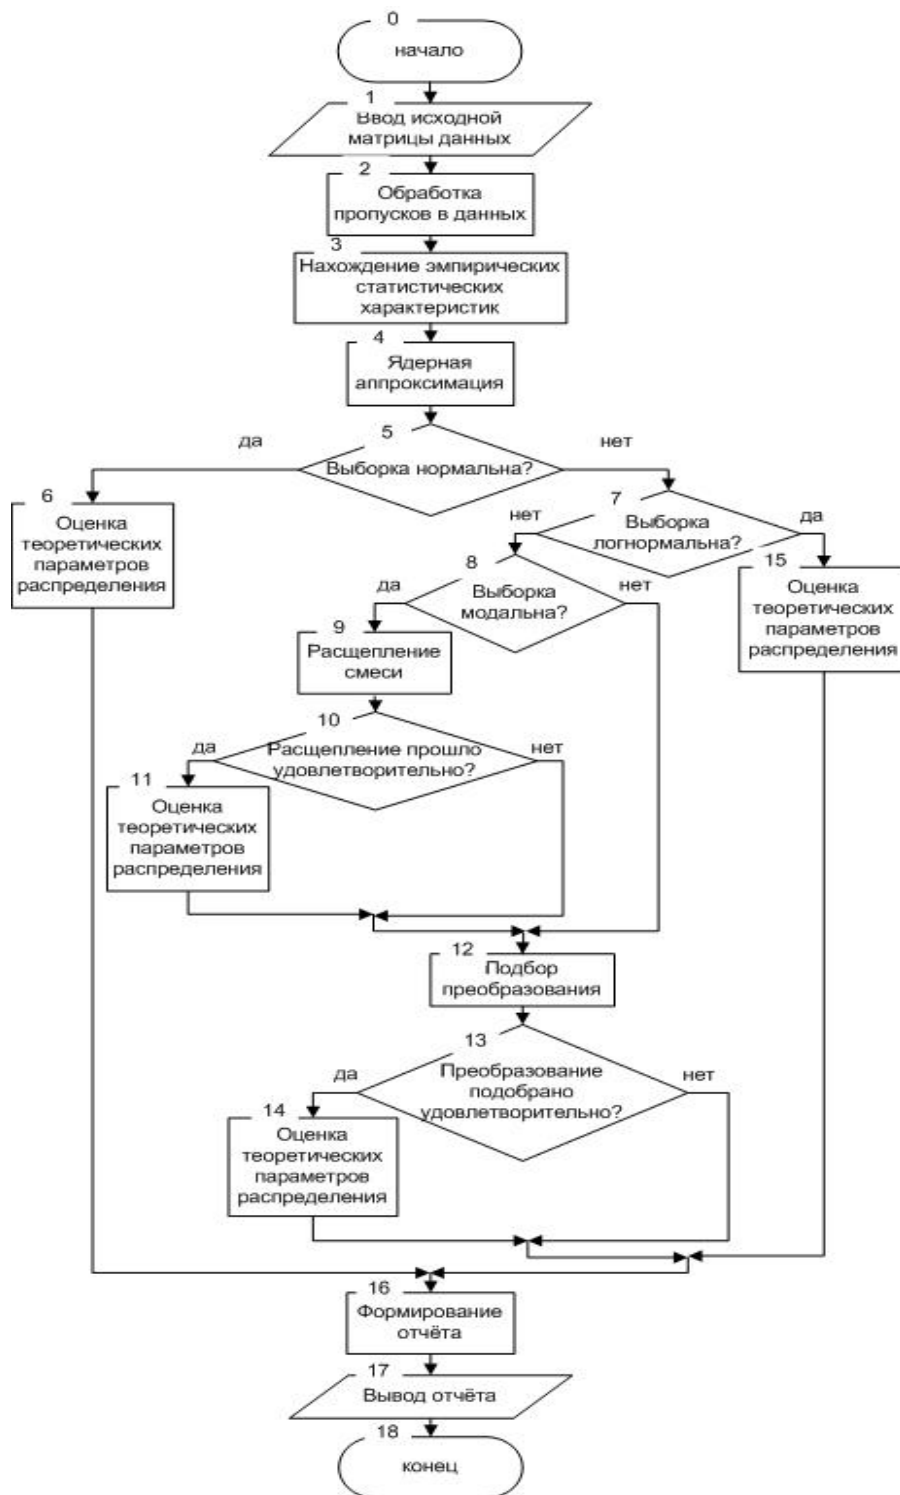 0
начало
1
Ввод исходной
матрицы данных
2
Обработка
пропусков в данных
3
Нахождение эмпирических
статистических
характеристик
4
Ядерная
аппроксимация
5
да
нет
Выборка нормальна?
6
Оценка
теоретических
параметров
распределения
7
нет
да
Выборка
логнормальна?
8
да
нет
Выборка
модальна?
15
Оценка
теоретических
параметров
распределения
9
Расщепление
смеси
10
да
нет
Расщепление прошло
удовлетворительно?
11
Оценка
теоретических
параметров
распределения
12
Подбор
преобразования
13
да
нет
Преобразование
подобрано
удовлетворительно?
14
Оценка
теоретических
параметров
распределения
16
Формирование
отчёта
17
Вывод отчёта
18
конец